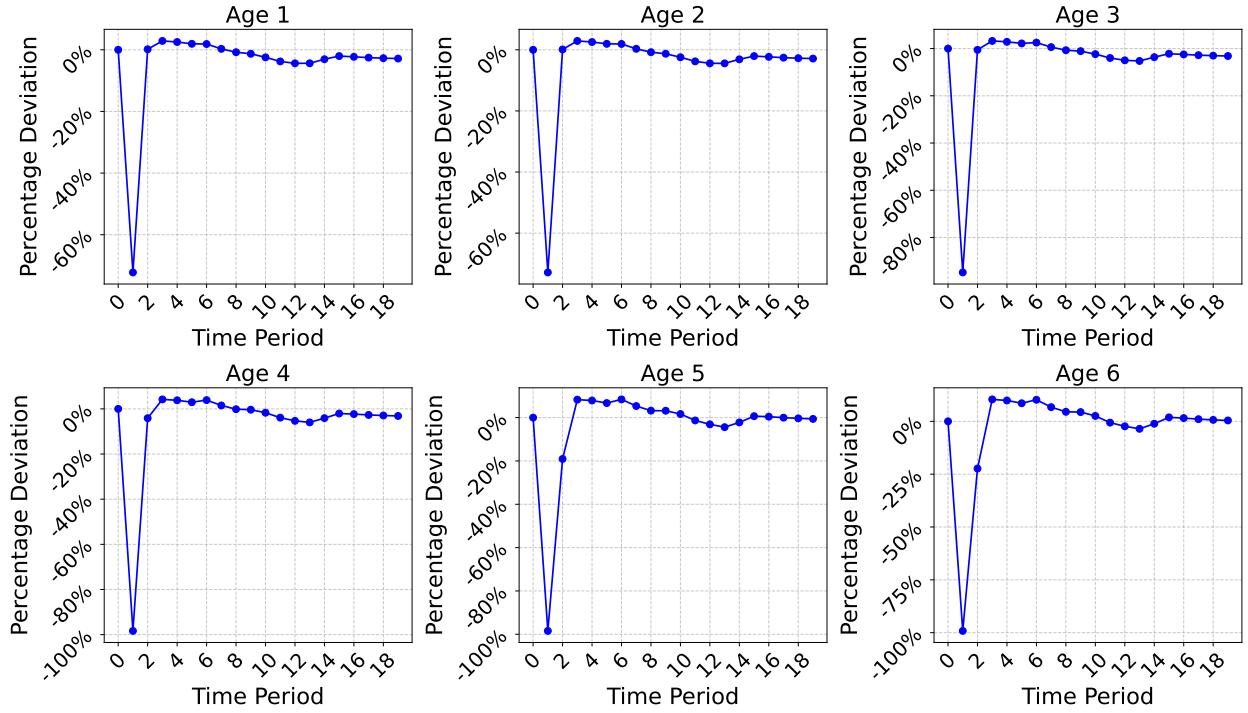 Age 1
Percentage Deviation
0%
-20%
-40%
-60%
0 2 4 6 8 10 12 14 16 18
Time Period
Age 2
Percentage Deviation
0%
-20%
-40%
-60%
0 2 4 6 8 10 12 14 16 18
Time Period
Age 3
Percentage Deviation
0%
-20%
-40%
-60%
-80%
0 2 4 6 8 10 12 14 16 18
Time Period
Age 4
Percentage Deviation
0%
-20%
-40%
-60%
-80%
-100%
0 2 4 6 8 10 12 14 16 18
Time Period
Age 5
Percentage Deviation
0%
-20%
-40%
-60%
-80%
-100%
0 2 4 6 8 10 12 14 16 18
Time Period
Age 6
Percentage Deviation
0%
-25%
-50%
-75%
-100%
0 2 4 6 8 10 12 14 16 18
Time Period